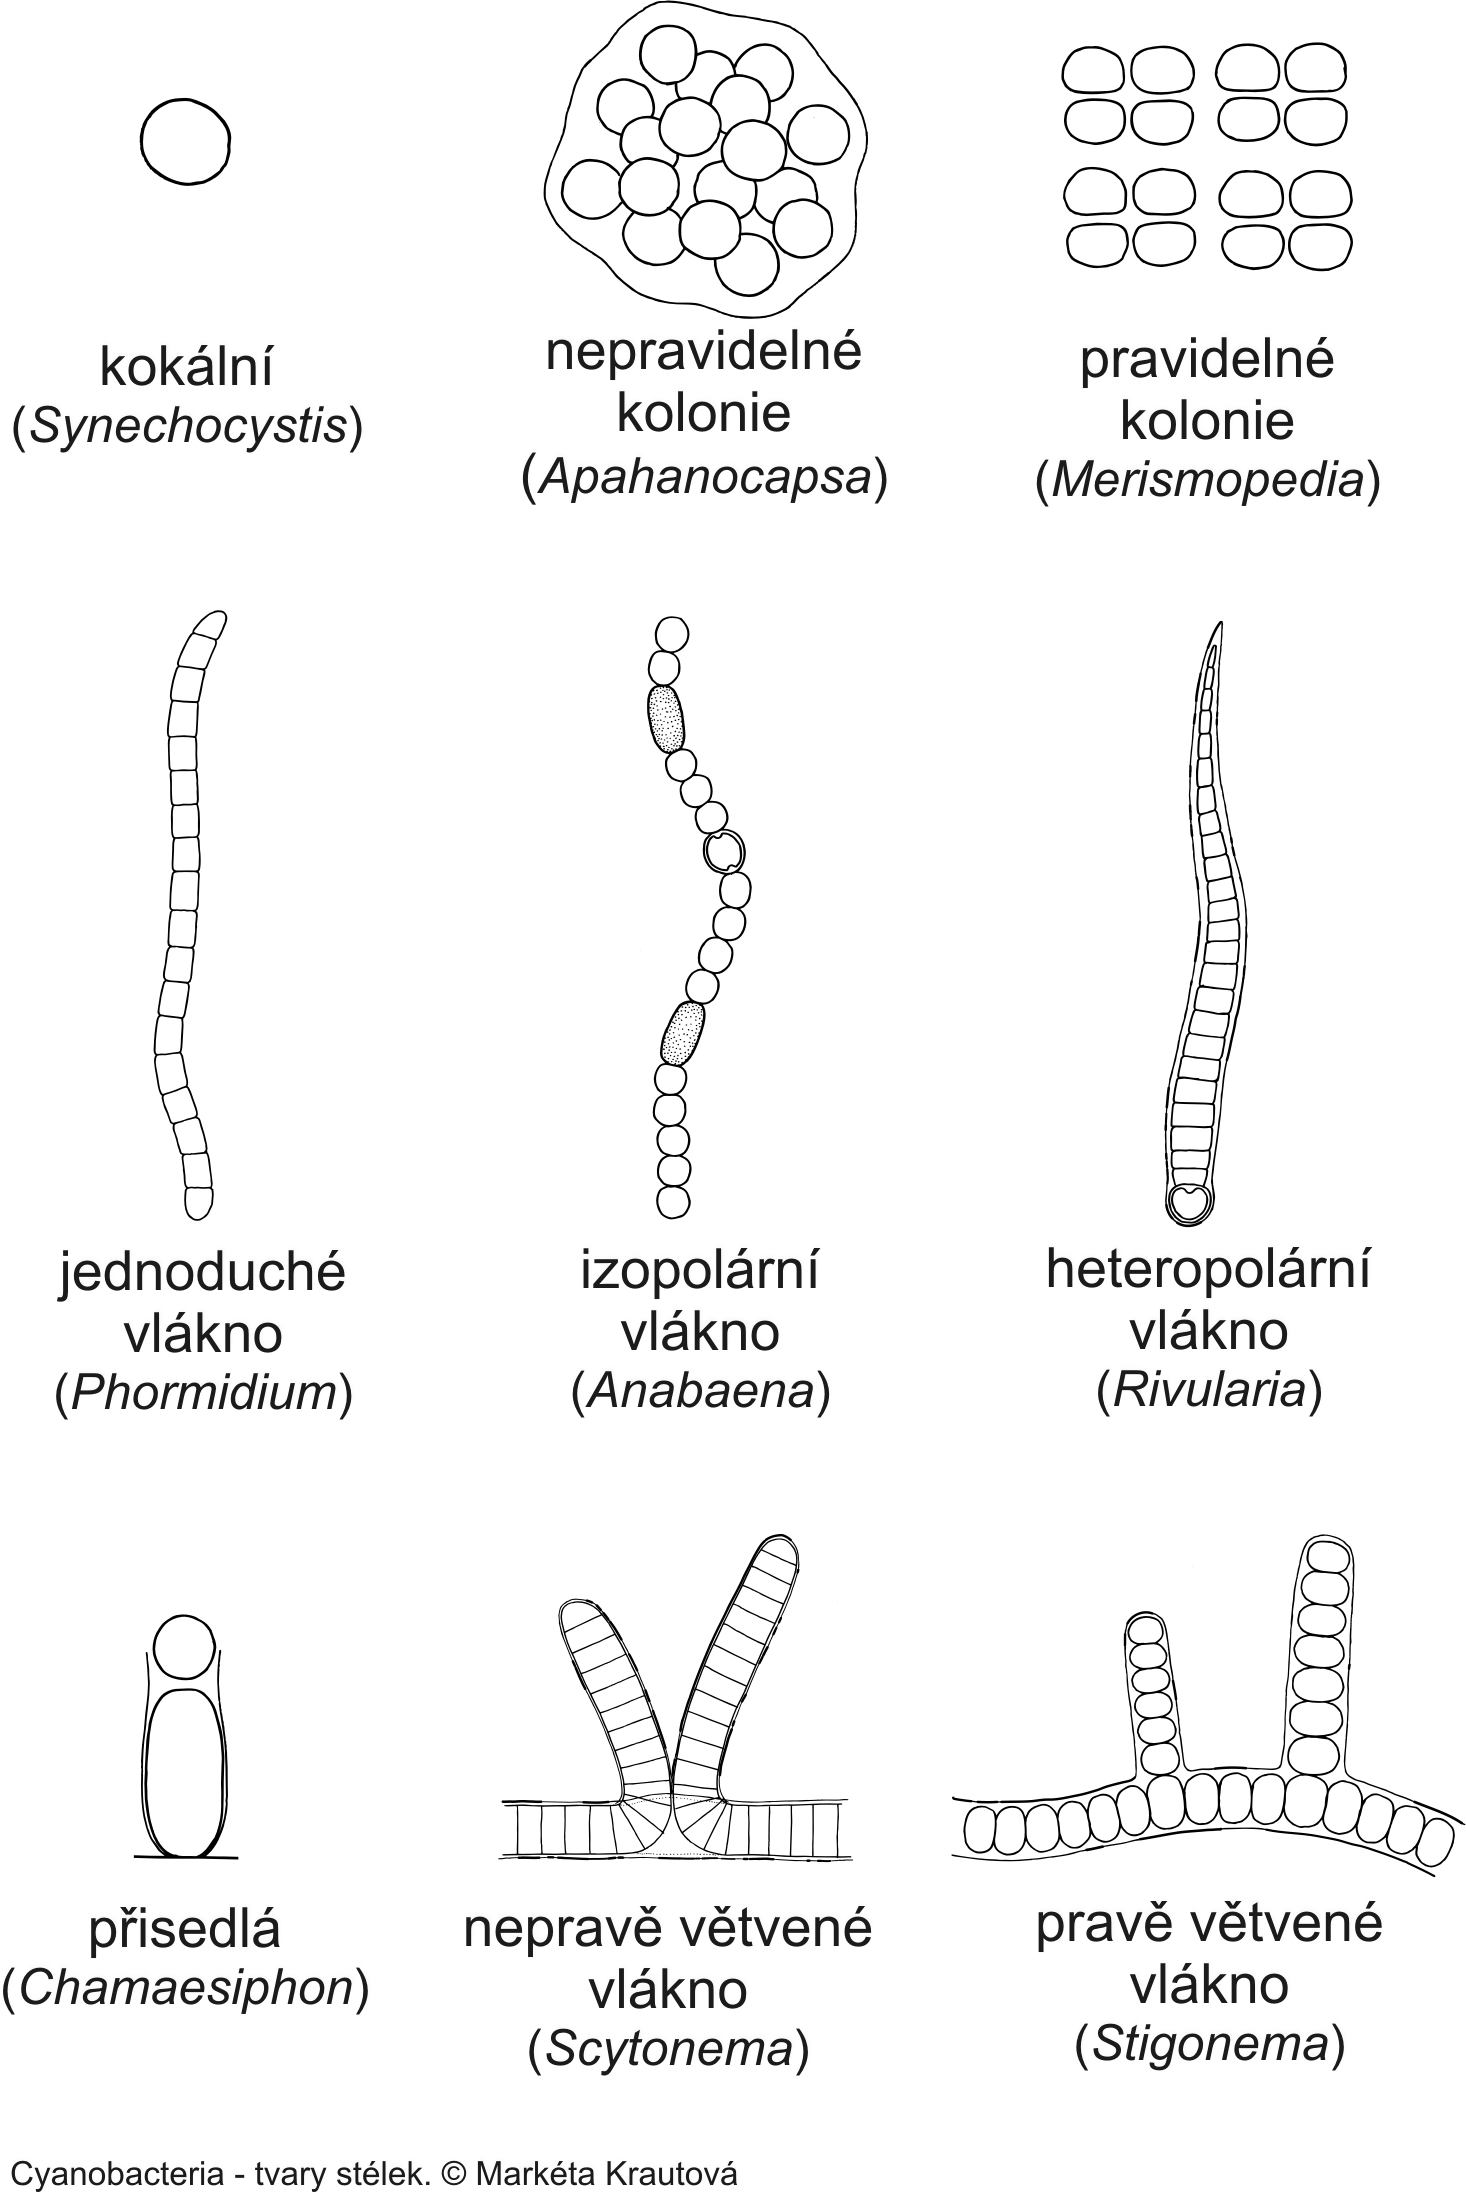 kokální
(Synechocystis)
nepravidelné
kolonie
(Apahanocapsa)
pravidelné
kolonie
(Merismopedia)
jednoduché
vlákno
(Phormidium)
izopolární
vlákno
(Anabaena)
heteropolární
vlákno
(Rivularia)
přisedlá
(Chamaesiphon)
nepravě větvené
vlákno
(Scytonema)
pravě větvené
vlákno
(Stigonema)
Cyanobacteria - tvary stélek. © Markéta Krautová